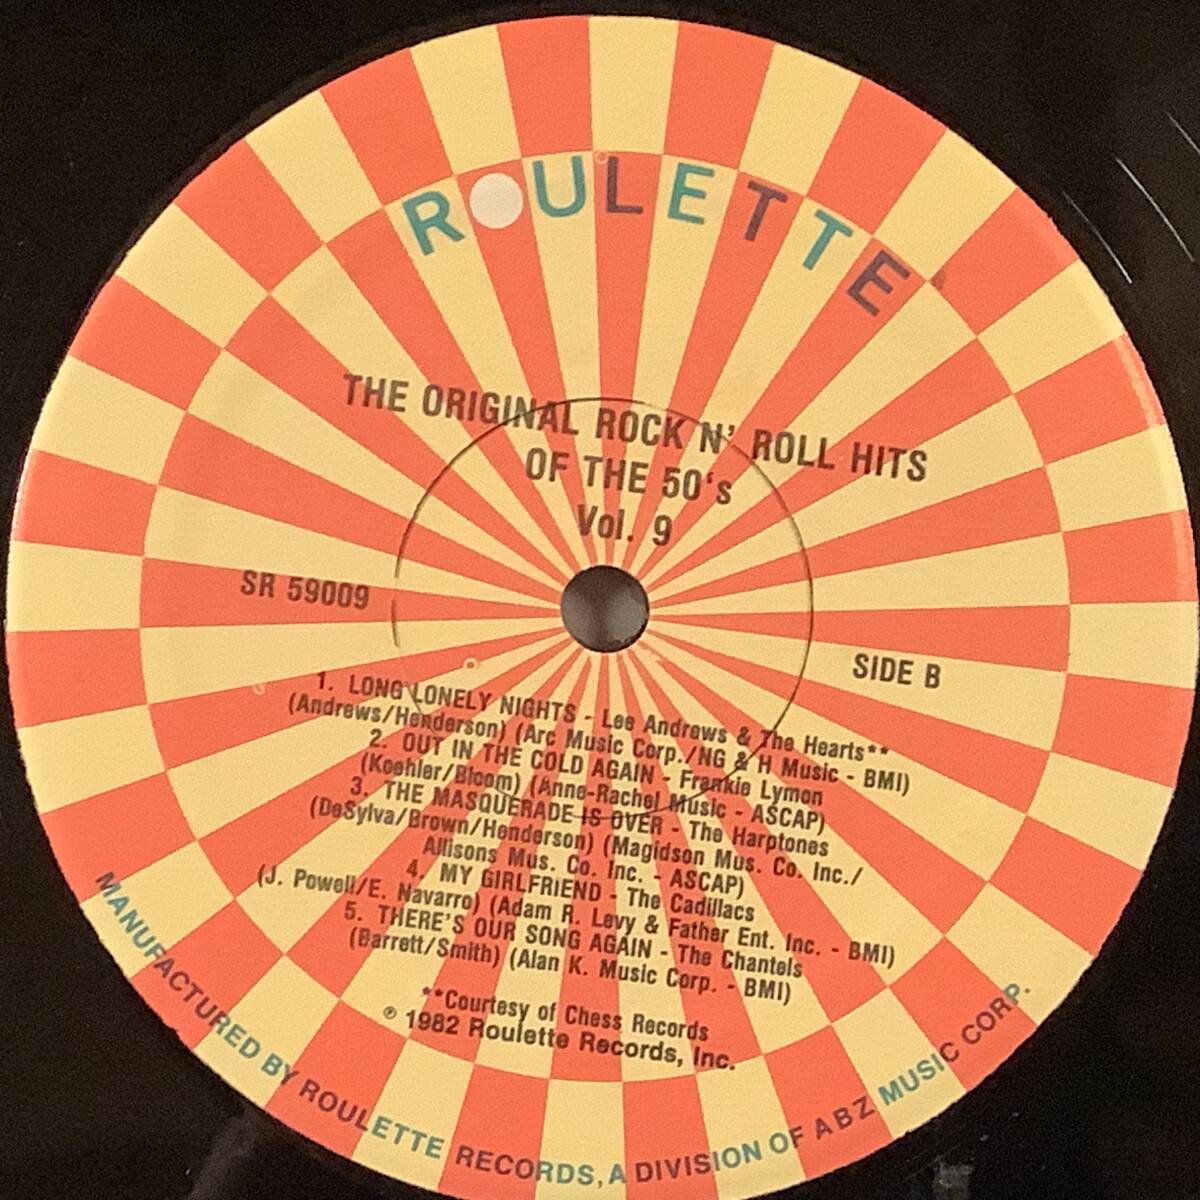 ROULETTE
THE ORIGINAL ROCK N' ROLL HITS
OF THE 50's
Vol. 9
SR 59009
SIDE B
1. LONG LONELY NIGHTS - Lee Andrews & The Hearts**
(Andrews/Henderson) (Arc Music Corp./NG & H Music - BMI)
2. OUT IN THE COLD AGAIN - Frankie Lymon
(Koehler/Bloom) (Anne-Rachel Music - ASCAP)
3. THE MASQUERADE IS OVER - The Harptones
(DeSylva/Brown/Henderson) (Magidson Mus. Co. Inc./
Allisons Mus. Co. Inc. - ASCAP)
4. MY GIRLFRIEND - The Cadillacs
(J. Powell/E. Navarro) (Adam R. Levy & Father Ent. Inc. - BMI)
5. THERE'S OUR SONG AGAIN - The Chantels
(Barrett/Smith) (Alan K. Music Corp. - BMI)
**Courtesy of Chess Records
℗ 1982 Roulette Records, Inc.
MANUFACTURED BY ROULETTE RECORDS, A DIVISION OF ABZ MUSIC CORP.